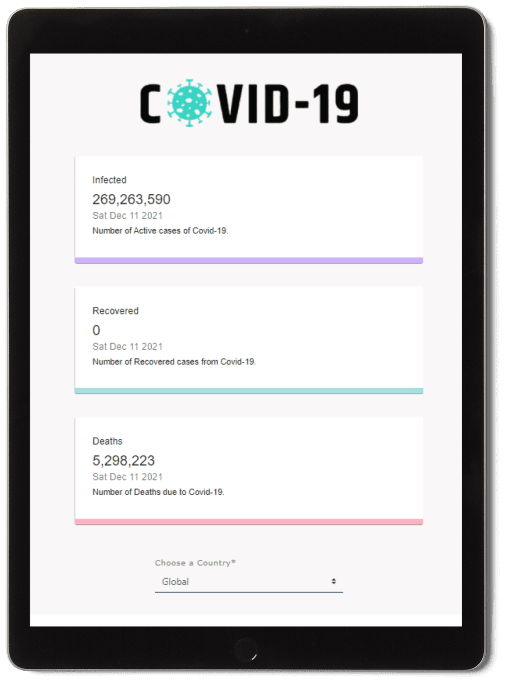 COVID-19
Infected
269,263,590
Sat Dec 11 2021
Number of Active cases of Covid-19.
Recovered
0
Sat Dec 11 2021
Number of Recovered cases from Covid-19.
Deaths
5,298,223
Sat Dec 11 2021
Number of Deaths due to Covid-19.
Choose a Country*
Global